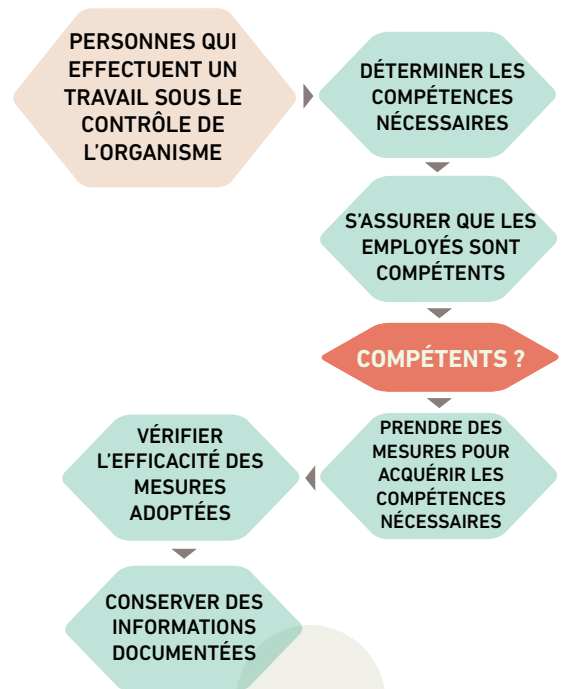 PERSONNES QUI
EFFECTUENT UN
TRAVAIL SOUS LE
CONTRÔLE DE
L'ORGANISME
DÉTERMINER LES
COMPÉTENCES
NÉCESSAIRES
S'ASSURER QUE LES
EMPLOYÉS SONT
COMPÉTENTS
COMPÉTENTS ?
PRENDRE DES
MESURES POUR
ACQUÉRIR LES
COMPÉTENCES
NÉCESSAIRES
VÉRIFIER
L'EFFICACITÉ DES
MESURES
ADOPTÉES
CONSERVER DES
INFORMATIONS
DOCUMENTÉES